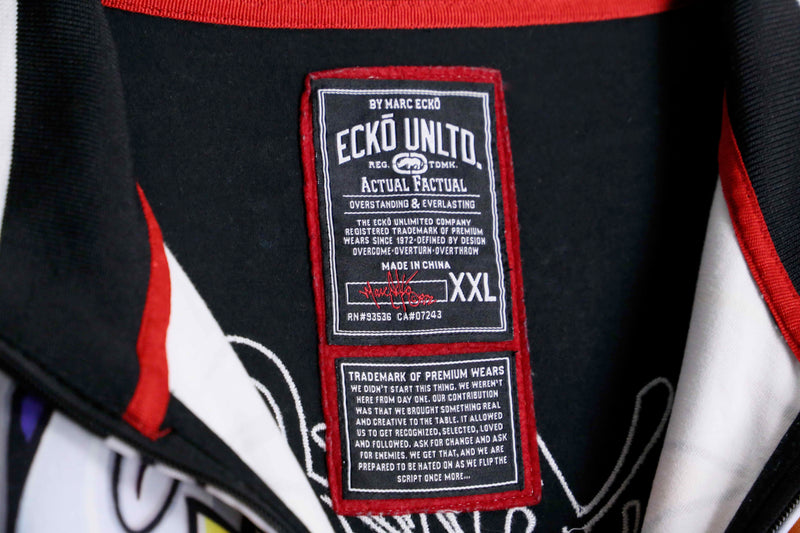 BY MARC ECKŌ
ECKŌ UNLTD.
REG. TDMK.
ACTUAL FACTUAL
OVERSTANDING & EVERLASTING
THE ECKŌ UNLIMITED COMPANY
REGISTERED TRADEMARK OF PREMIUM
WEARS SINCE 1972-DEFINED BY DESIGN
OVERCOME-OVERTURN-OVERTHROW
MADE IN CHINA
XXL
RN#93536 CA#07243
TRADEMARK OF PREMIUM WEARS
WE DIDN'T START THIS THING. WE WEREN'T
HERE FROM DAY ONE. OUR CONTRIBUTION
WAS THAT WE BROUGHT SOMETHING REAL
AND CREATIVE TO THE TABLE. IT ALLOWED
US TO GET RECOGNIZED, SELECTED, LOVED
AND FOLLOWED. ASK FOR CHANGE AND ASK
FOR ENEMIES. WE GET THAT, AND WE ARE
PREPARED TO BE HATED ON AS WE FLIP THE
SCRIPT ONCE MORE...